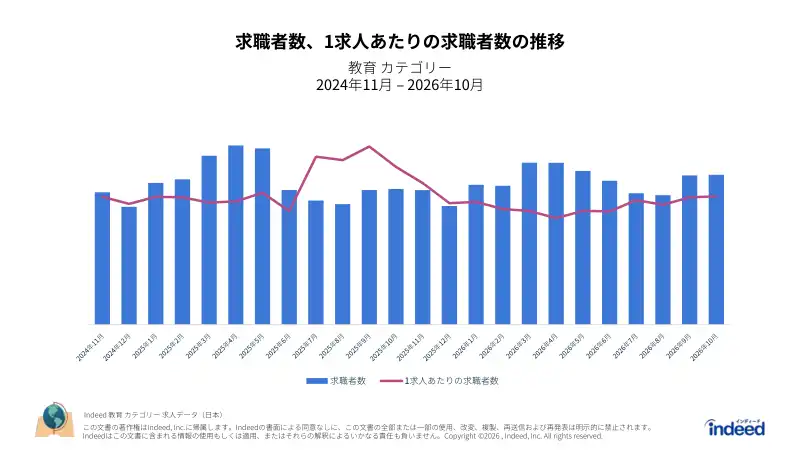 求職者数、1求人あたりの求職者数の推移
教育 カテゴリー
2024年11月 – 2026年10月
2024年11月
2024年12月
2025年1月
2025年2月
2025年3月
2025年4月
2025年5月
2025年6月
2025年7月
2025年8月
2025年9月
2025年10月
2025年11月
2025年12月
2026年1月
2026年2月
2026年3月
2026年4月
2026年5月
2026年6月
2026年7月
2026年8月
2026年9月
2026年10月
求職者数
1求人あたりの求職者数
Indeed 教育 カテゴリー 求人データ（日本）
この文書の著作権はIndeed, Inc.に帰属します。Indeedの書面による同意なしに、この文書の全部または一部の使用、改変、複製、再送信および再発表は明示的に禁止されます。
Indeedはこの文書に含まれる情報の使用もしくは適用、またはそれらの解釈によるいかなる責任も負いません。Copyright ©2026 , Indeed, Inc. All rights reserved.
インディード
indeed